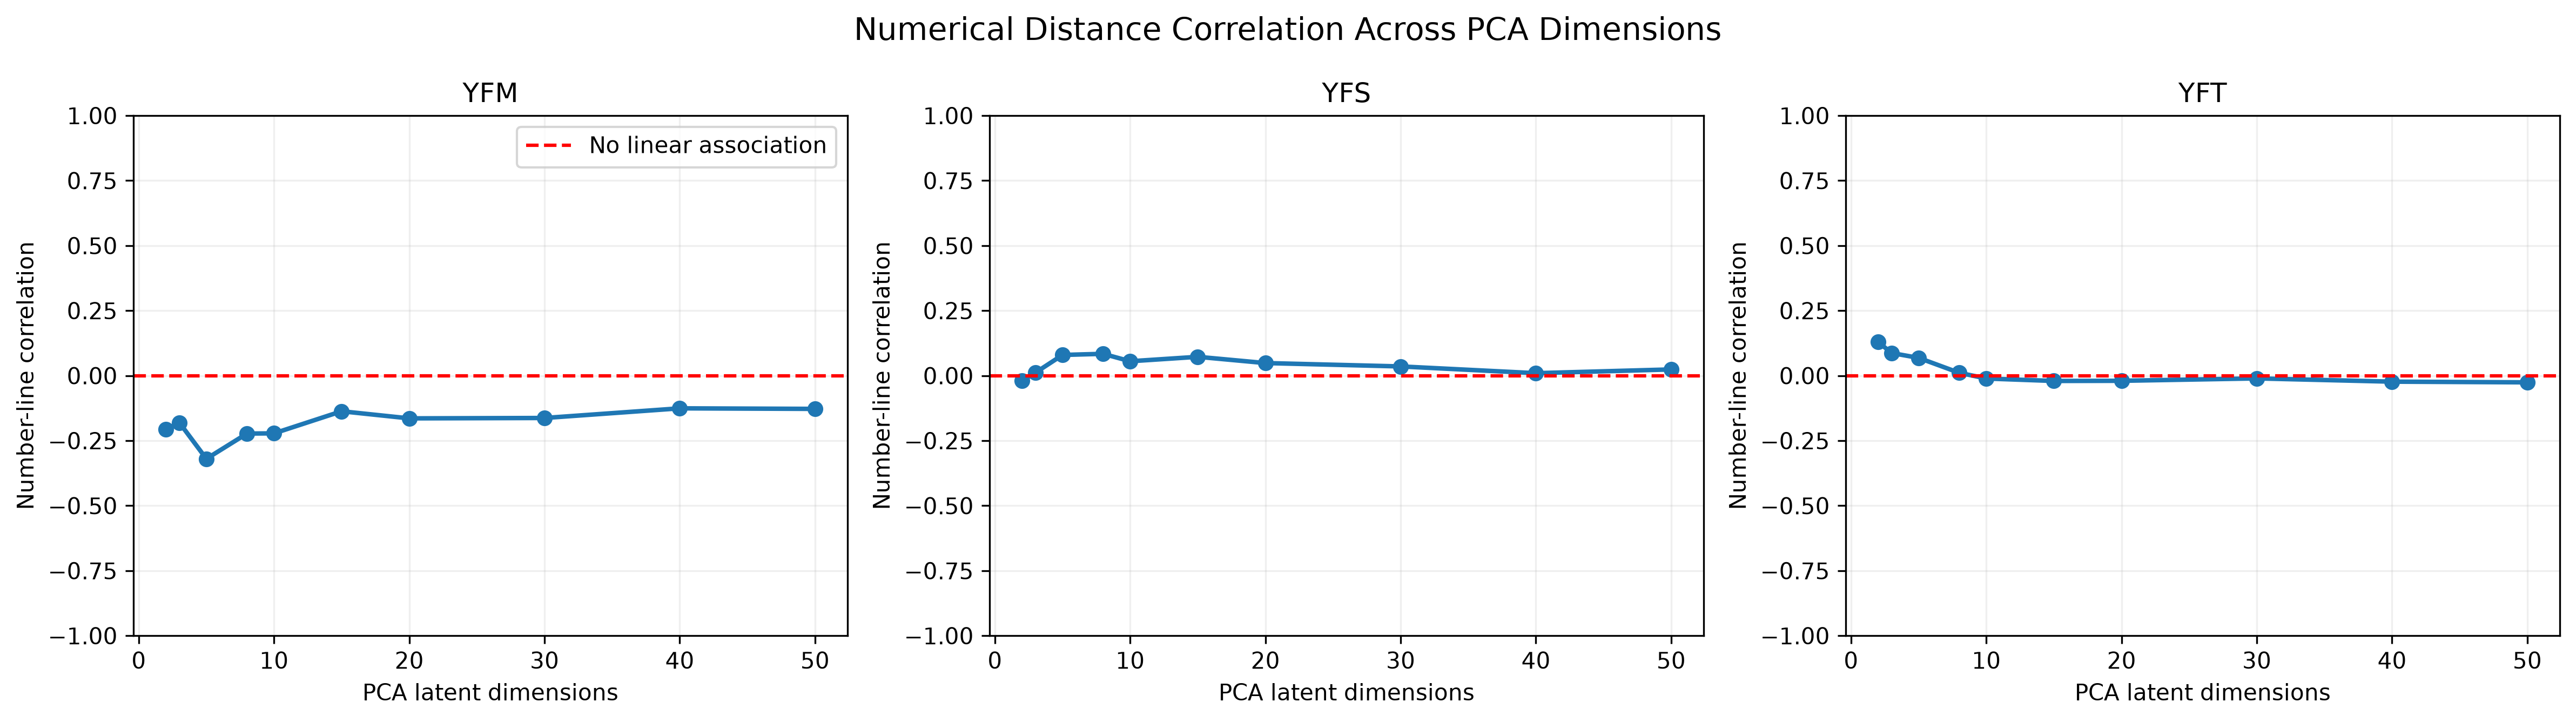 Numerical Distance Correlation Across PCA Dimensions
YFM
1.00
0.75
0.50
0.25
0.00
−0.25
−0.50
−0.75
−1.00
Number-line correlation
No linear association
0 10 20 30 40 50
PCA latent dimensions
YFS
1.00
0.75
0.50
0.25
0.00
−0.25
−0.50
−0.75
−1.00
Number-line correlation
0 10 20 30 40 50
PCA latent dimensions
YFT
1.00
0.75
0.50
0.25
0.00
−0.25
−0.50
−0.75
−1.00
Number-line correlation
0 10 20 30 40 50
PCA latent dimensions